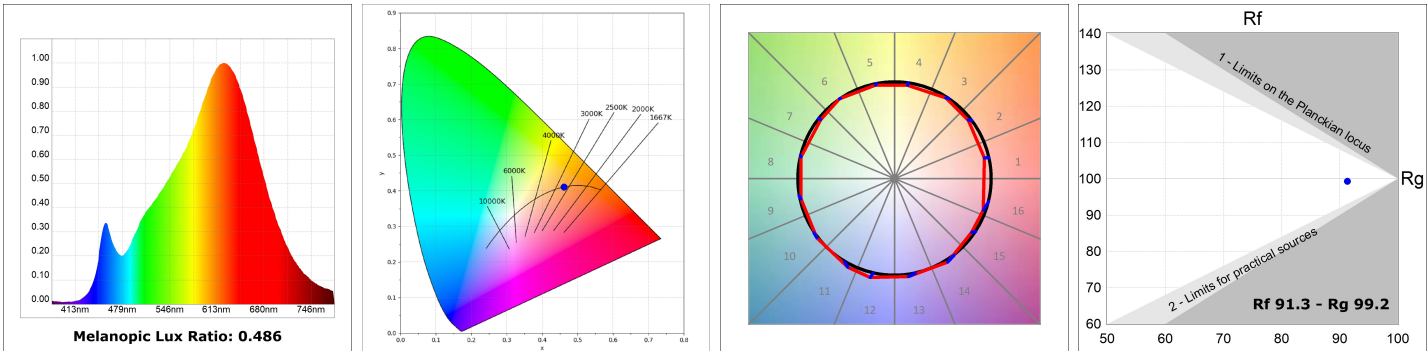 1.00
0.90
0.80
0.70
0.60
0.50
0.40
0.30
0.20
0.10
0.00
413nm 479nm 546nm 613nm 680nm 746nm
Melanopic Lux Ratio: 0.486
0.9
0.8
0.7
0.6
0.5
0.4
0.3
0.2
0.1
0.0
y
0.0 0.1 0.2 0.3 0.4 0.5 0.6 0.7 0.8
x
10000K
6000K
4000K
3000K
2500K
2000K
1667K
1
2
3
4
5
6
7
8
9
10
11
12
13
14
15
16
Rf
140
130
120
110
100
90
80
70
60
50 60 70 80 90 100
Rg
1 - Limits on the Planckian locus
2 - Limits for practical sources
Rf 91.3 - Rg 99.2